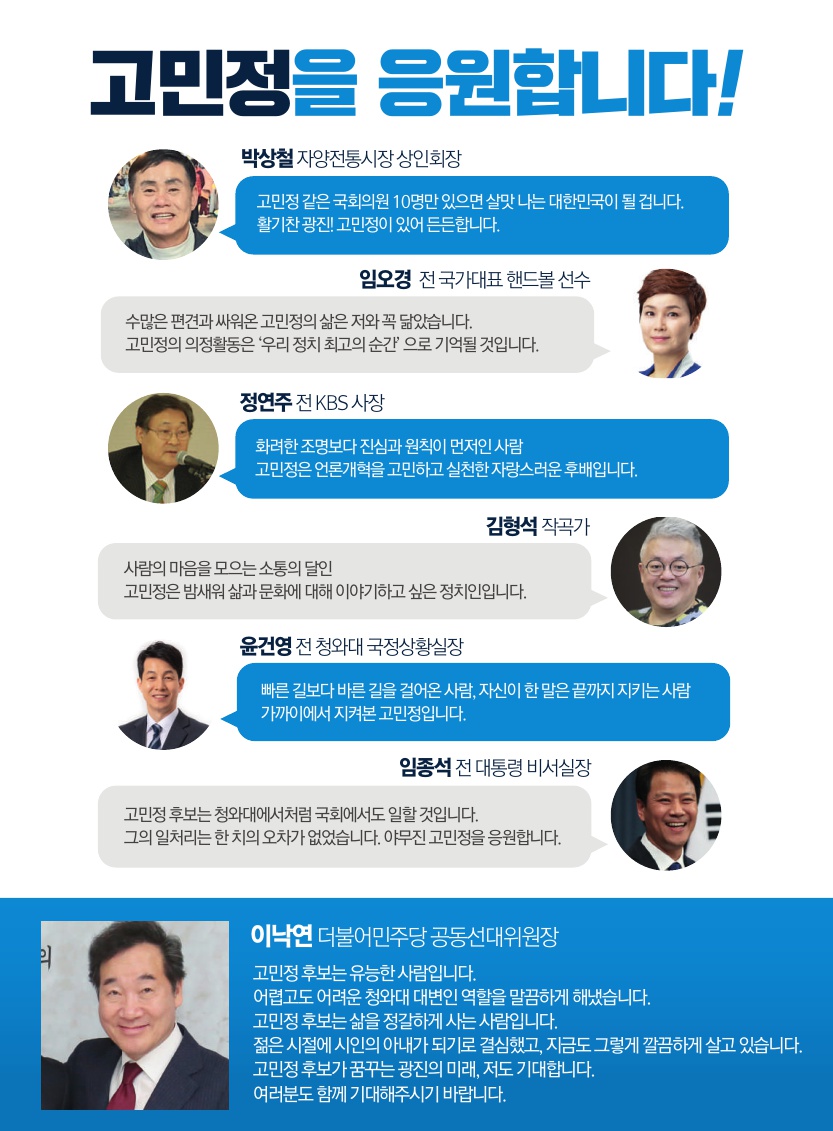 고민정을 응원합니다!
박상철 자양전통시장 상인회장
고민정 같은 국회의원 10명만 있으면 살맛 나는 대한민국이 될 겁니다.
활기찬 광진! 고민정이 있어 든든합니다.
임오경 전 국가대표 핸드볼 선수
수많은 편견과 싸워온 고민정의 삶은 저와 꼭 닮았습니다.
고민정의 의정활동은 ‘우리 정치 최고의 순간’ 으로 기억될 것입니다.
정연주 전 KBS 사장
화려한 조명보다 진심과 원칙이 먼저인 사람
고민정은 언론개혁을 고민하고 실천한 자랑스러운 후배입니다.
김형석 작곡가
사람의 마음을 모으는 소통의 달인
고민정은 밤새워 삶과 문화에 대해 이야기하고 싶은 정치인입니다.
윤건영 전 청와대 국정상황실장
빠른 길보다 바른 길을 걸어온 사람, 자신이 한 말은 끝까지 지키는 사람
가까이에서 지켜본 고민정입니다.
임종석 전 대통령 비서실장
고민정 후보는 청와대에서처럼 국회에서도 일할 것입니다.
그의 일처리는 한 치의 오차가 없었습니다. 야무진 고민정을 응원합니다.
의
이낙연 더불어민주당 공동선대위원장
고민정 후보는 유능한 사람입니다.
어렵고도 어려운 청와대 대변인 역할을 말끔하게 해냈습니다.
고민정 후보는 삶을 정갈하게 사는 사람입니다.
젊은 시절에 시인의 아내가 되기로 결심했고, 지금도 그렇게 깔끔하게 살고 있습니다.
고민정 후보가 꿈꾸는 광진의 미래, 저도 기대합니다.
여러분도 함께 기대해주시기 바랍니다.